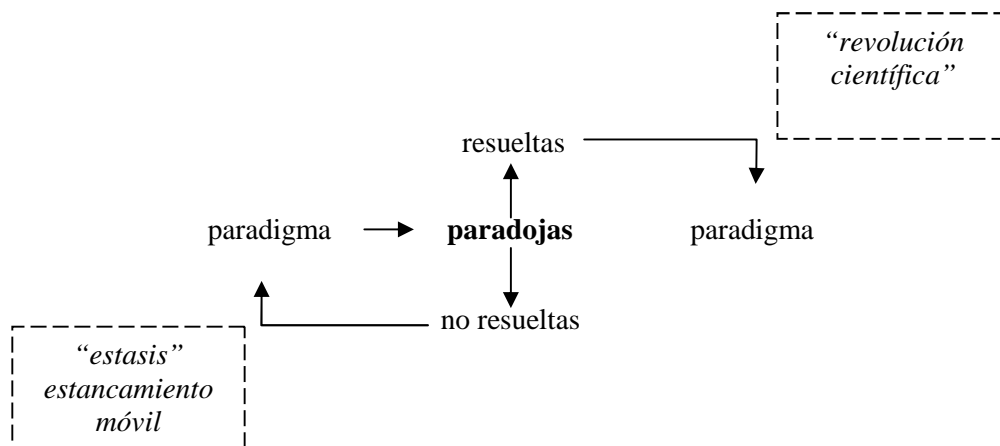 “revolución
científica”
resueltas
paradigma
paradojas
paradigma
no resueltas
“estasis”
estancamiento
móvil